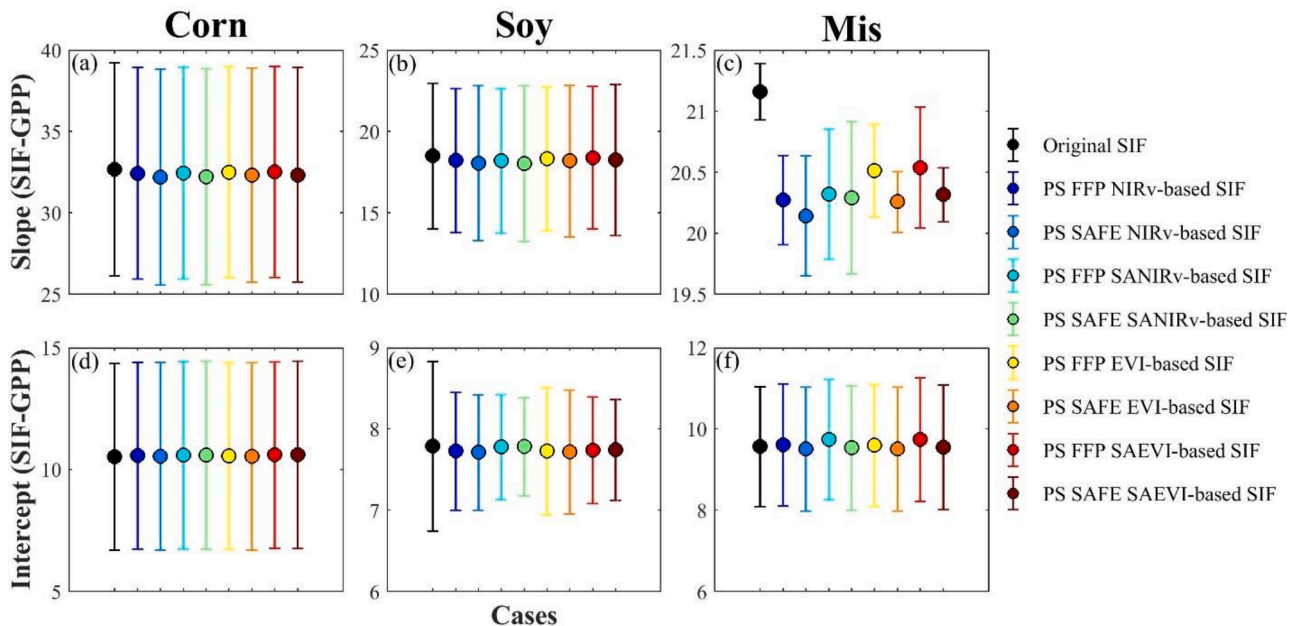 Corn
Soy
Mis
Slope (SIF-GPP)
(a)
40
35
30
25
(b)
25
20
15
10
(c)
21.5
21
20.5
20
19.5
Intercept (SIF-GPP)
(d)
15
10
5
(e)
9
8
7
6
(f)
12
10
8
6
Cases
Original SIF
PS FFP NIRv-based SIF
PS SAFE NIRv-based SIF
PS FFP SANIRv-based SIF
PS SAFE SANIRv-based SIF
PS FFP EVI-based SIF
PS SAFE EVI-based SIF
PS FFP SAEVI-based SIF
PS SAFE SAEVI-based SIF